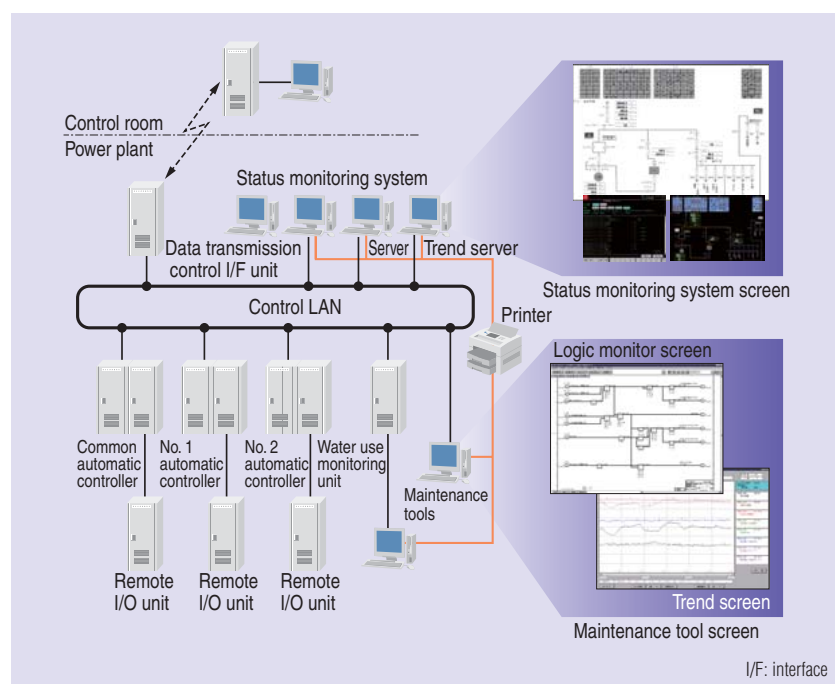 Control room
Power plant
Status monitoring system
Data transmission
control I/F unit
Server
Trend server
Status monitoring system screen
Control LAN
Printer
Logic monitor screen
Common
automatic
controller
No. 1
automatic
controller
No. 2
automatic
controller
Water use
monitoring
unit
Maintenance
tools
Remote
I/O unit
Remote
I/O unit
Remote
I/O unit
Trend screen
Maintenance tool screen
I/F: interface